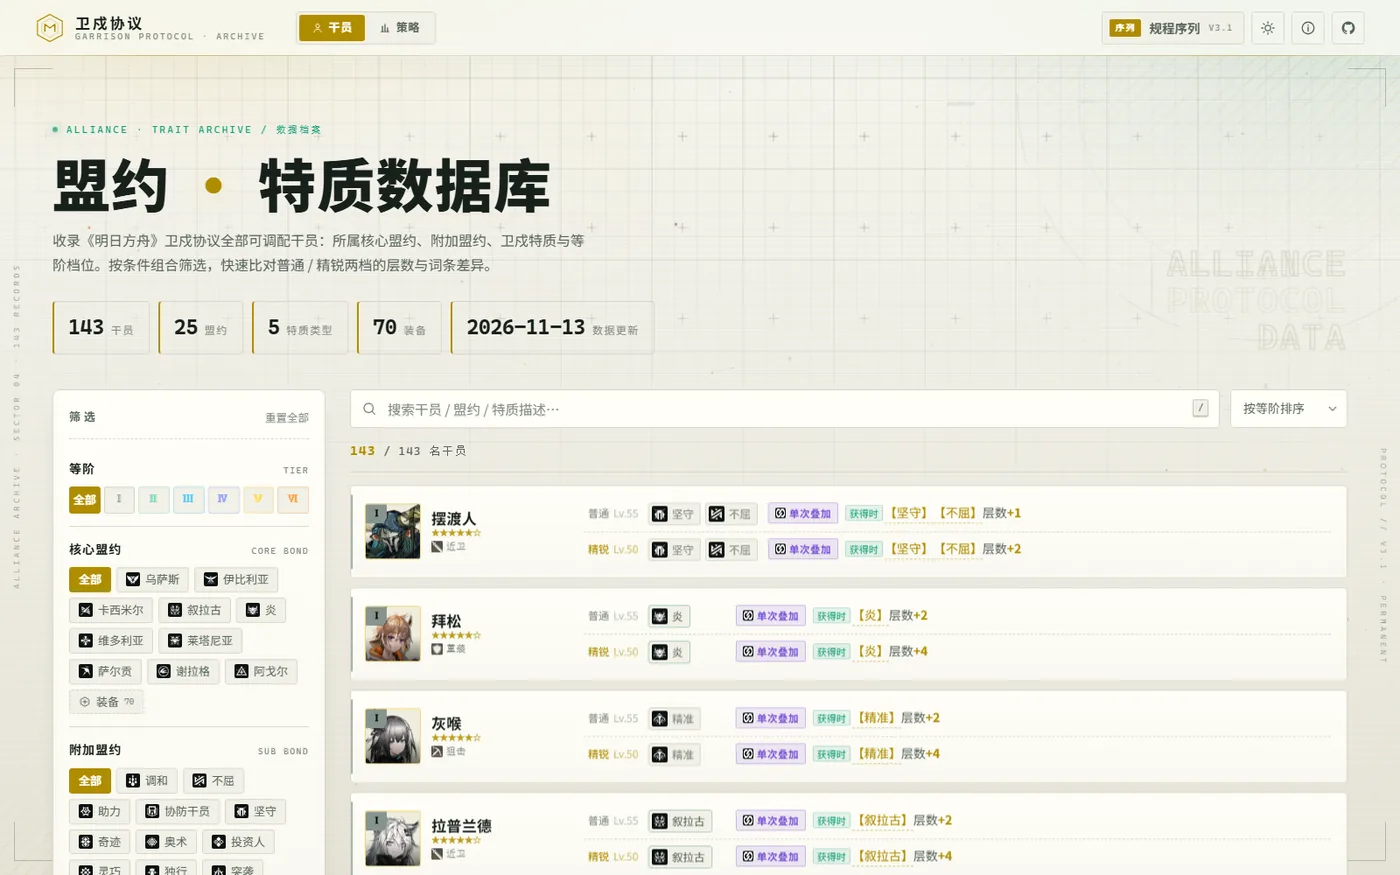 卫戍协议
GARRISON PROTOCOL · ARCHIVE
干员
策略
序列 规程序列 V3.1
ALLIANCE · TRAIT ARCHIVE / 数据档案
盟约 · 特质数据库
收录《明日方舟》卫戍协议全部可调配干员：所属核心盟约、附加盟约、卫戍特质与等
阶档位。按条件组合筛选，快速比对普通 / 精锐两档的层数与词条差异。
143 干员
25 盟约
5 特质类型
70 装备
2026-11-13 数据更新
ALLIANCE
PROTOCOL
DATA
ALLIANCE ARCHIVE · SECTOR 04 · 143 RECORDS
PROTOCOL // V3.1 · PERMANENT
筛选 重置全部
等阶 TIER
全部 I II III IV V VI
核心盟约 CORE BOND
全部 乌萨斯 伊比利亚
卡西米尔 叙拉古 炎
维多利亚 莱塔尼亚
萨尔贡 谢拉格 阿戈尔
装备 70
附加盟约 SUB BOND
全部 调和 不屈
助力 协防干员 坚守
奇迹 奥术 投资人
灵巧 独行 突袭
搜索干员 / 盟约 / 特质描述… /
按等阶排序
143 / 143 名干员
I
摆渡人
★★★★★☆
近卫
普通 Lv.55 坚守 不屈 单次叠加 获得时 【坚守】【不屈】层数+1
精锐 Lv.50 坚守 不屈 单次叠加 获得时 【坚守】【不屈】层数+2
I
拜松
★★★★★☆
重装
普通 Lv.55 炎 单次叠加 获得时 【炎】层数+2
精锐 Lv.50 炎 单次叠加 获得时 【炎】层数+4
I
灰喉
★★★★★☆
狙击
普通 Lv.55 精准 单次叠加 获得时 【精准】层数+2
精锐 Lv.50 精准 单次叠加 获得时 【精准】层数+4
I
拉普兰德
★★★★★☆
近卫
普通 Lv.55 叙拉古 单次叠加 获得时 【叙拉古】层数+2
精锐 Lv.50 叙拉古 单次叠加 获得时 【叙拉古】层数+4